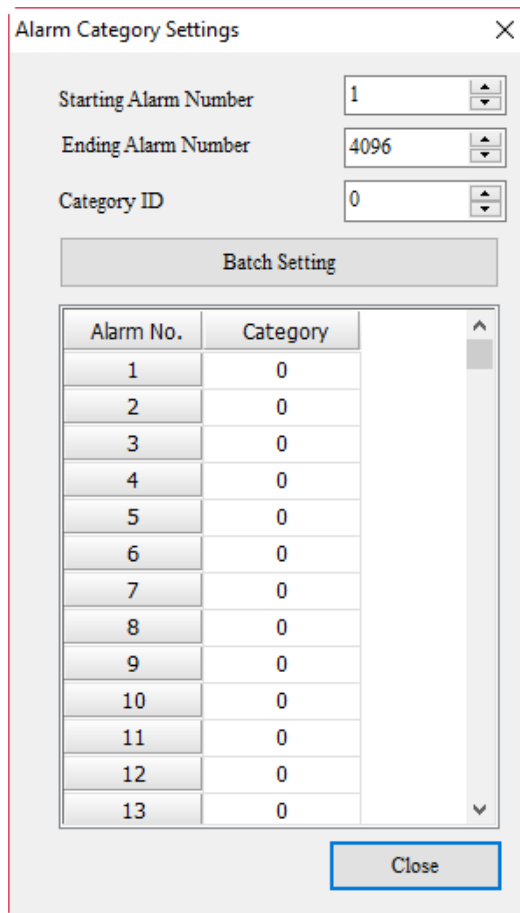 Alarm Category Settings
Starting Alarm Number 1
Ending Alarm Number 4096
Category ID 0
Batch Setting
Alarm No. Category
1 0
2 0
3 0
4 0
5 0
6 0
7 0
8 0
9 0
10 0
11 0
12 0
13 0
Close